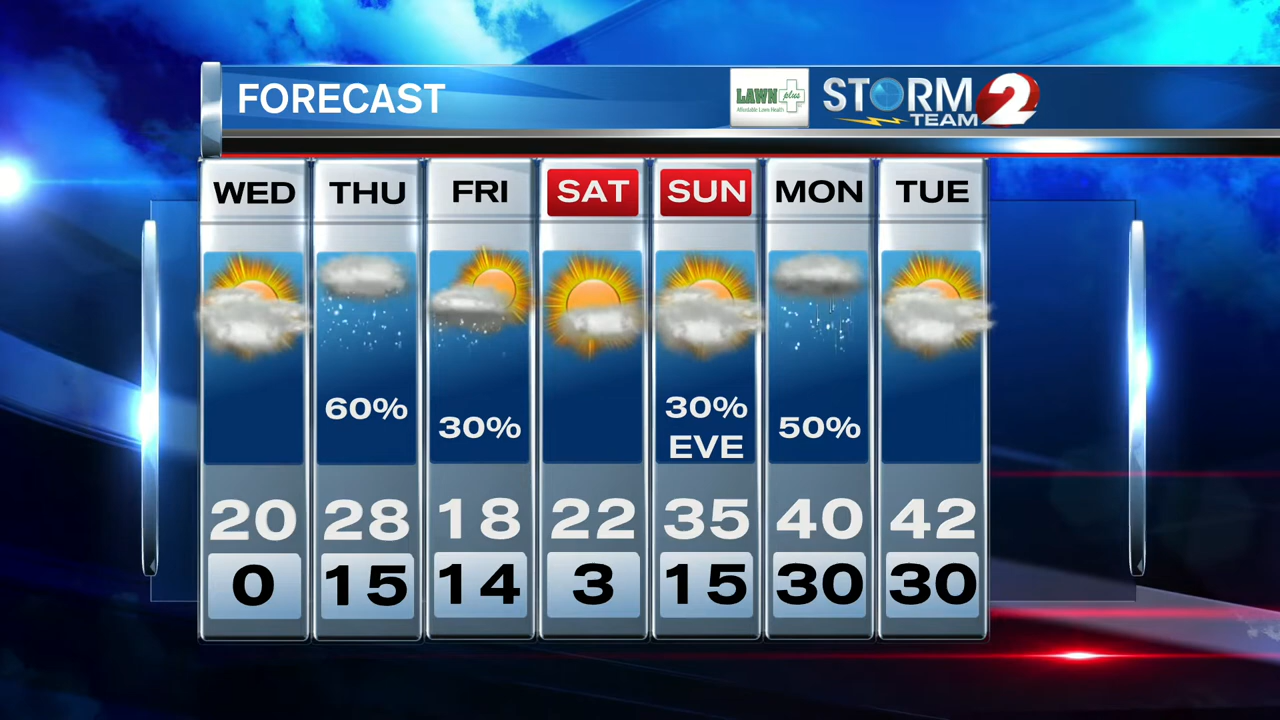 FORECAST
LAWN plus
Affordable Lawn Health
STORM
TEAM 2
WED THU FRI SAT SUN MON TUE
60% 30% 30% 50%
EVE
20 28 18 22 35 40 42
0 15 14 3 15 30 30